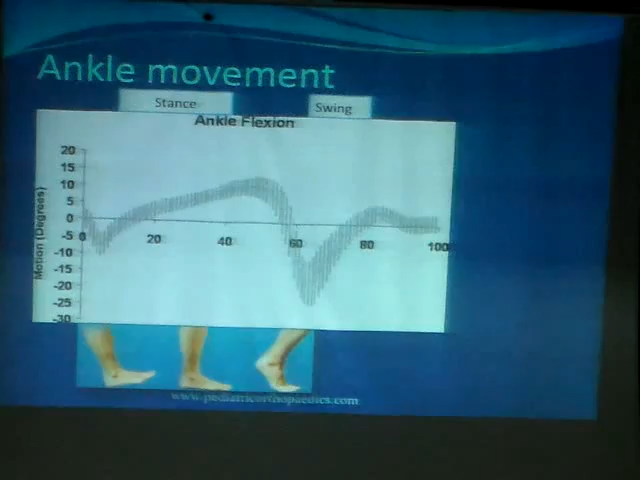 Ankle movement
Stance
Swing
Ankle Flexion
Motion (Degrees)
20
15
10
5
0
-5
-10
-15
-20
-25
-30
0
20
40
60
80
100
www.pediatricorthopaedics.com